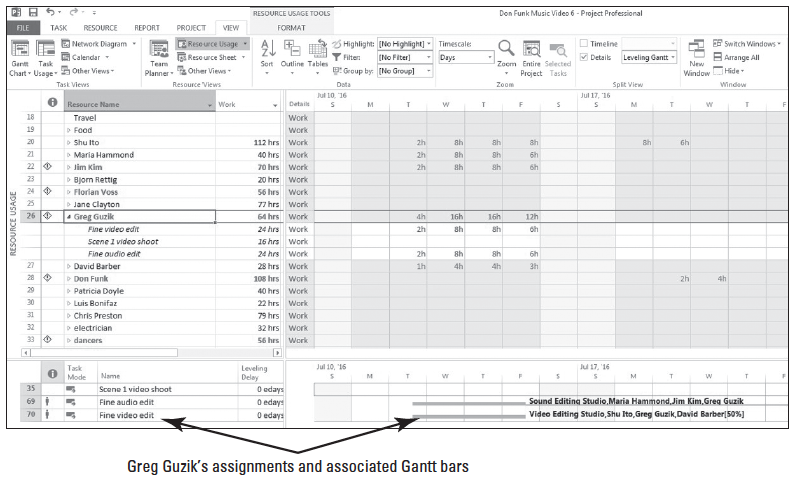 RESOURCE USAGE TOOLS
Don Funk Music Video 6 - Project Professional
FILE TASK RESOURCE REPORT PROJECT VIEW FORMAT
Network Diagram Resource Usage Highlight: [No Highlight] Timescale: Timeline Switch Windows
Calendar Resource Sheet Filter: [No Filter] Days Details Leveling Gantt Arrange All
Gantt Chart Task Usage Other Views Team Planner Other Views Sort Outline Tables Group by: [No Group] Zoom Entire Project Selected Tasks New Window Hide
Task Views Resource Views Data Zoom Split View Window
Jul 10, '16 Jul 17, '16
Resource Name Work Details S M T W T F S S M T W T F
RESOURCE USAGE
18 Travel Work
19 Food Work
20 Shu Ito 112 hrs Work 2h 8h 8h 8h 8h 6h
21 Maria Hammond 40 hrs Work 2h 8h 8h 6h
22 Jim Kim 70 hrs Work 2h 8h 8h 6h
23 Bjorn Rettig 20 hrs Work
24 Florian Voss 56 hrs Work
25 Jane Clayton 77 hrs Work
26 Greg Guzik 64 hrs Work 4h 16h 16h 12h
Fine video edit 24 hrs Work 2h 8h 8h 6h
Scene 1 video shoot 16 hrs Work
Fine audio edit 24 hrs Work 2h 8h 8h 6h
27 David Barber 28 hrs Work 1h 4h 4h 3h
28 Don Funk 108 hrs Work 2h 4h
29 Patricia Doyle 40 hrs Work
30 Luis Bonifaz 22 hrs Work
31 Chris Preston 79 hrs Work
32 electrician 32 hrs Work
33 dancers 56 hrs Work
Jul 10, '16 Jul 17, '16
Task Mode Name Leveling Delay S M T W T F S S M T W T F
35 Scene 1 video shoot 0 edays
69 Fine audio edit 0 edays Sound Editing Studio,Maria Hammond,Jim Kim,Greg Guzik
70 Fine video edit 0 edays Video Editing Studio,Shu Ito,Greg Guzik,David Barber[50%]
Greg Guzik's assignments and associated Gantt bars